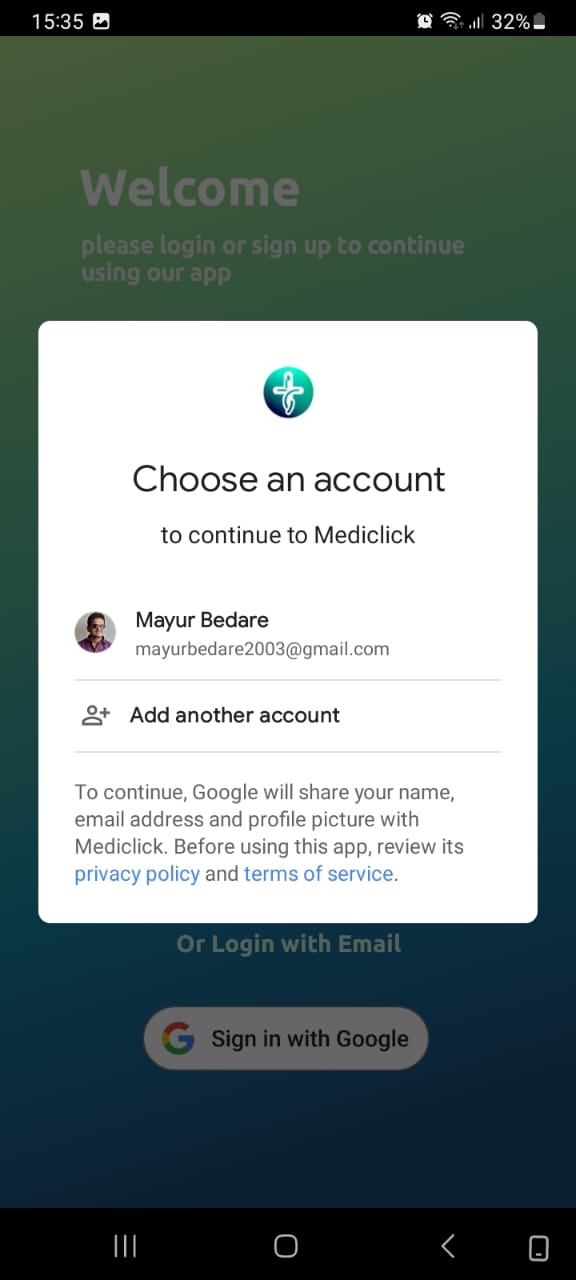 15:35
32%
Welcome
please login or sign up to continue
using our app
Choose an account
to continue to Mediclick
Mayur Bedare
mayurbedare2003@gmail.com
Add another account
To continue, Google will share your name,
email address and profile picture with
Mediclick. Before using this app, review its
privacy policy and terms of service.
Or Login with Email
Sign in with Google